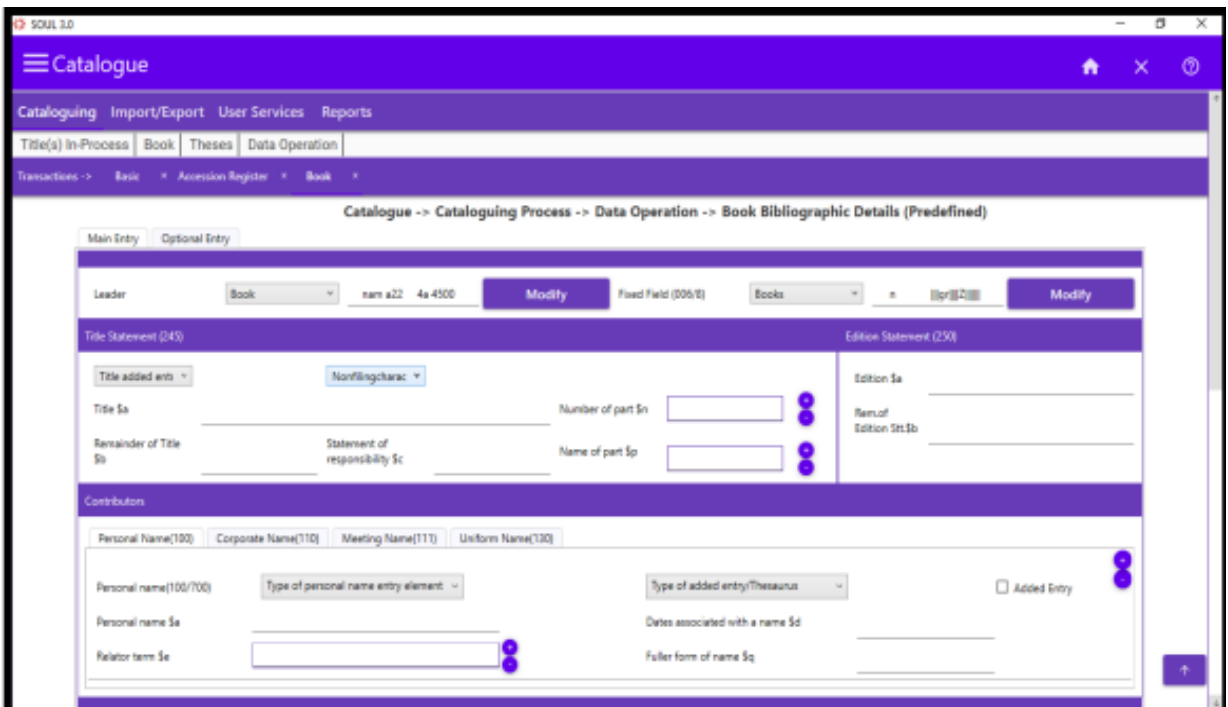 SOUL 3.0
Catalogue
Cataloguing Import/Export User Services Reports
Title(s) In-Process Book Theses Data Operation
Transactions -> Basic × Accession Register × Book ×
Catalogue -> Cataloguing Process -> Data Operation -> Book Bibliographic Details (Predefined)
Main Entry Optional Entry
Leader Book nam a22 4a 4500 Modify Fixed Field (006/8) Books n Modify
Title Statement (245) Edition Statement (250)
Title added entr Nonfilingcharac
Edition $a
Title $a Number of part $n
Rem.of
Edition Stt.$b
Remainder of Title
$b
Statement of
responsibility $c
Name of part $p
Contributors
Personal Name(100) Corporate Name(110) Meeting Name(111) Uniform Name(130)
Personal name(100/700) Type of personal name entry element Type of added entry/Thesaurus Added Entry
Personal name $a Dates associated with a name $d
Relator term $e Fuller form of name $q